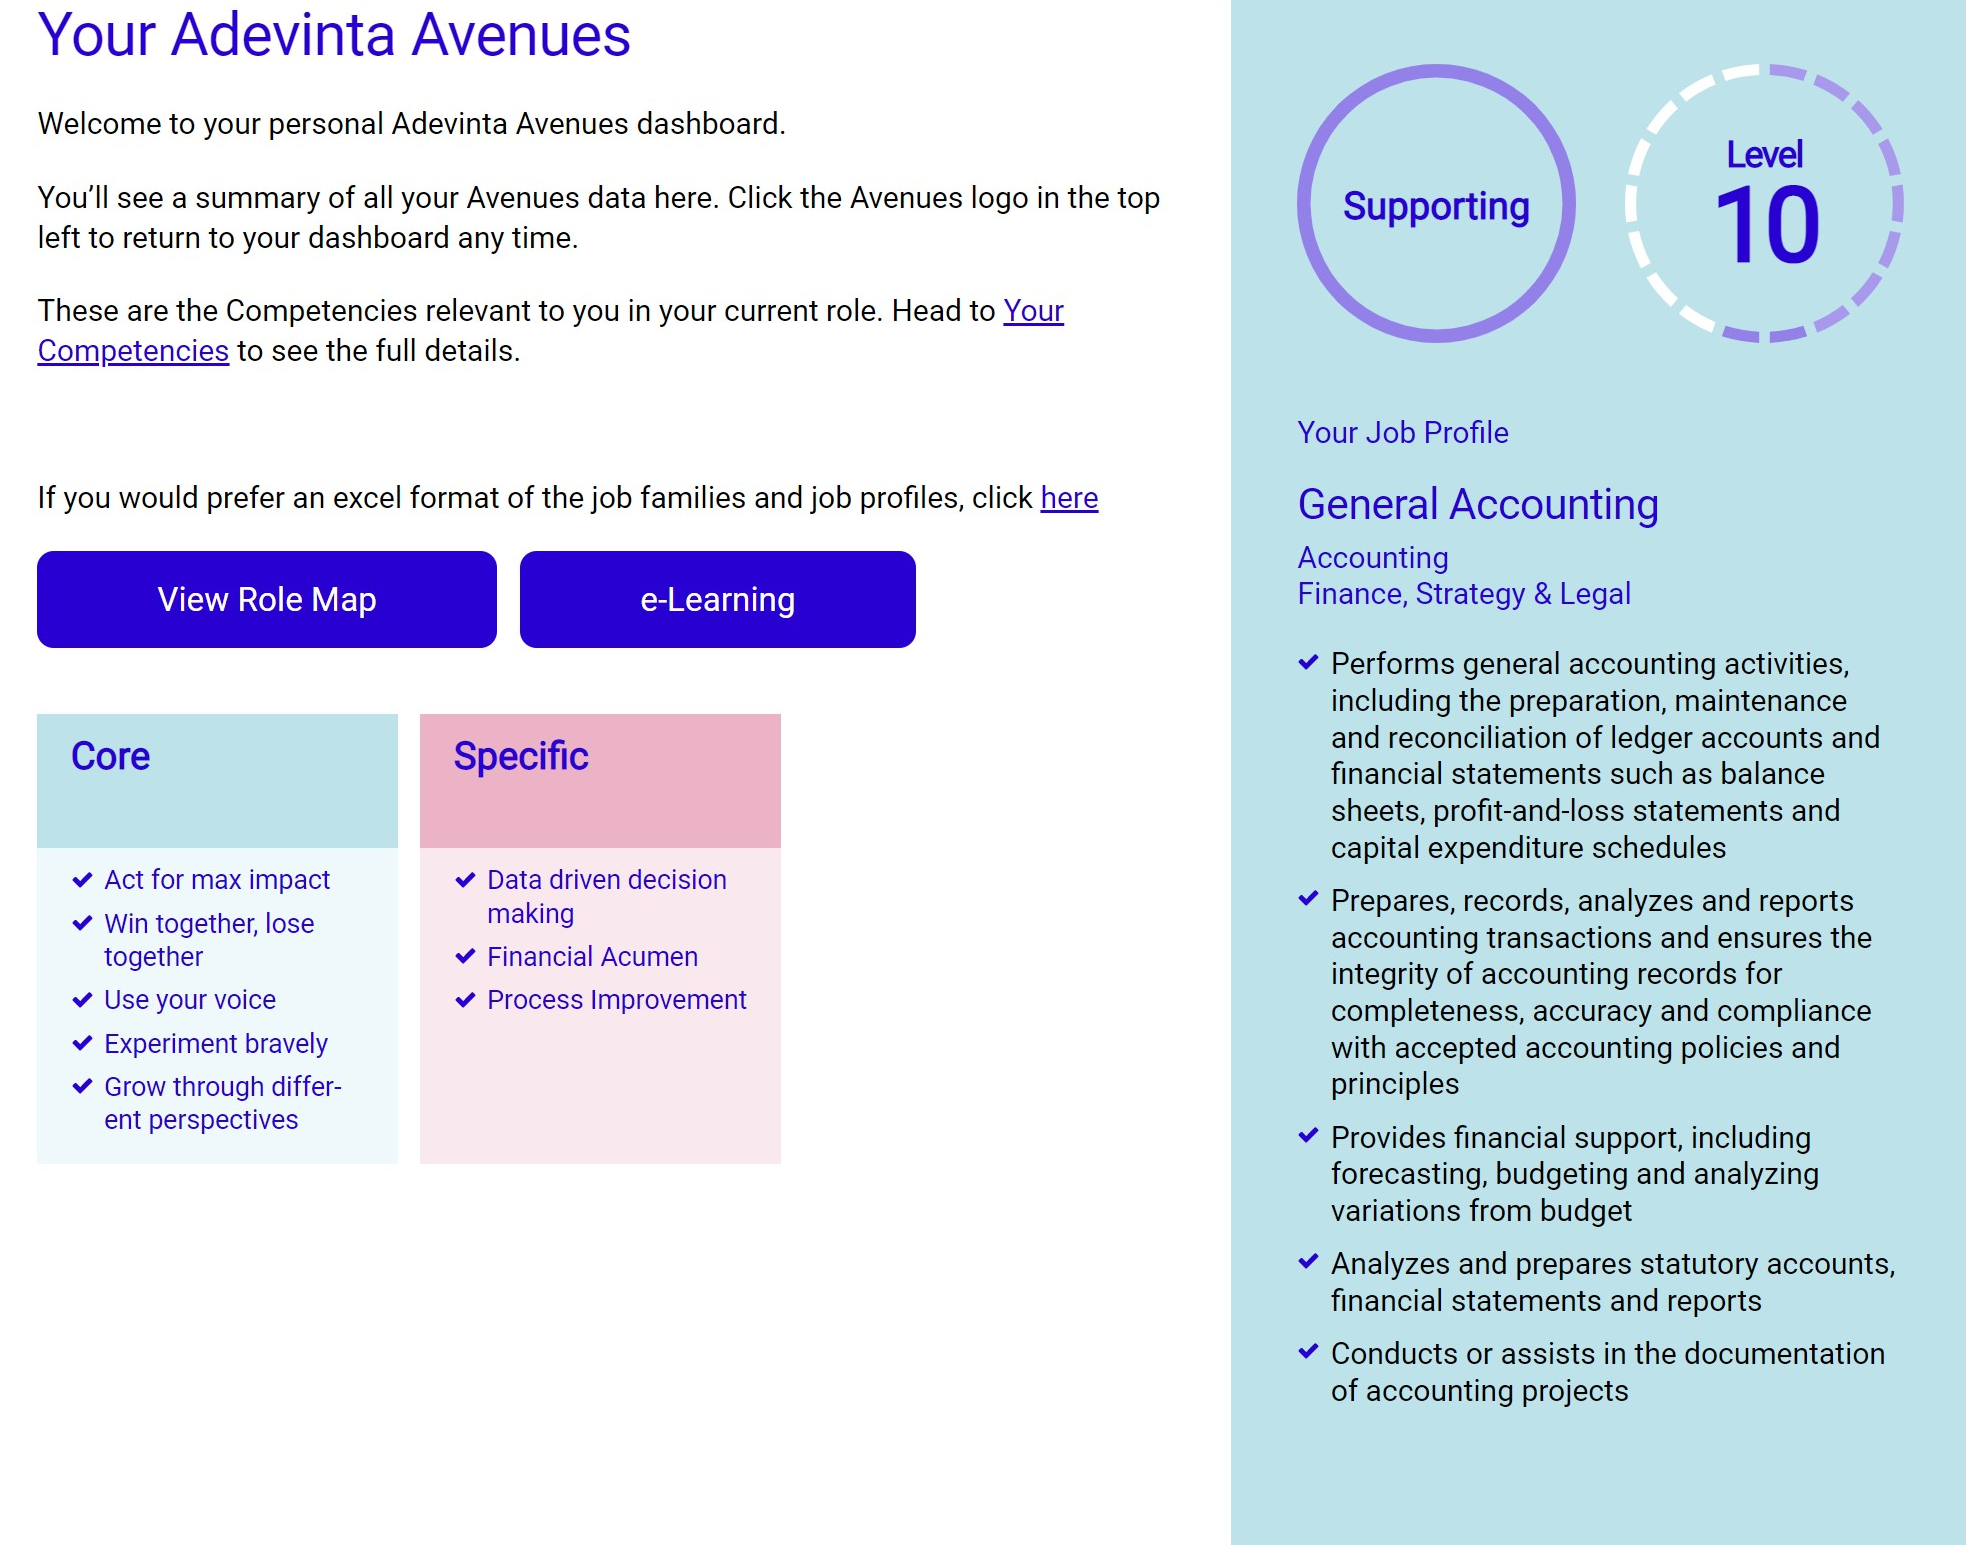 Your Adevinta Avenues
Welcome to your personal Adevinta Avenues dashboard.
You’ll see a summary of all your Avenues data here. Click the Avenues logo in the top
left to return to your dashboard any time.
These are the Competencies relevant to you in your current role. Head to Your
Competencies to see the full details.
If you would prefer an excel format of the job families and job profiles, click here
View Role Map
e-Learning
Core
Act for max impact
Win together, lose
together
Use your voice
Experiment bravely
Grow through differ-
ent perspectives
Specific
Data driven decision
making
Financial Acumen
Process Improvement
Supporting
Level
10
Your Job Profile
General Accounting
Accounting
Finance, Strategy & Legal
Performs general accounting activities,
including the preparation, maintenance
and reconciliation of ledger accounts and
financial statements such as balance
sheets, profit-and-loss statements and
capital expenditure schedules
Prepares, records, analyzes and reports
accounting transactions and ensures the
integrity of accounting records for
completeness, accuracy and compliance
with accepted accounting policies and
principles
Provides financial support, including
forecasting, budgeting and analyzing
variations from budget
Analyzes and prepares statutory accounts,
financial statements and reports
Conducts or assists in the documentation
of accounting projects